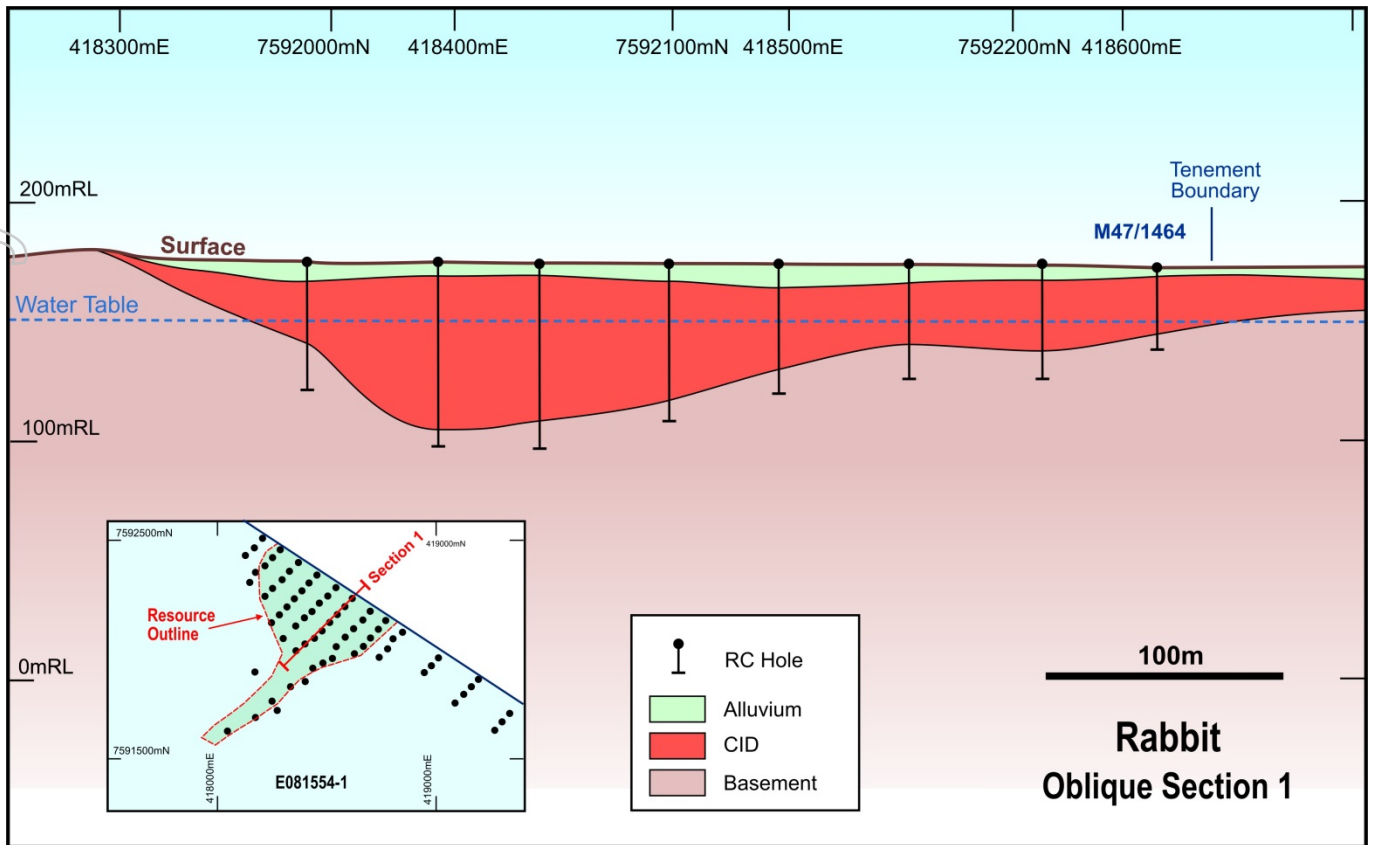 418300mE 7592000mN 418400mE 7592100mN 418500mE 7592200mN 418600mE
200mRL
Tenement
Boundary
M47/1464
Surface
Water Table
100mRL
7592500mN
419000mN
Section 1
Resource
Outline
0mRL
7591500mN
418000mE
419000mE
E081554-1
RC Hole
Alluvium
CID
Basement
100m
Rabbit
Oblique Section 1